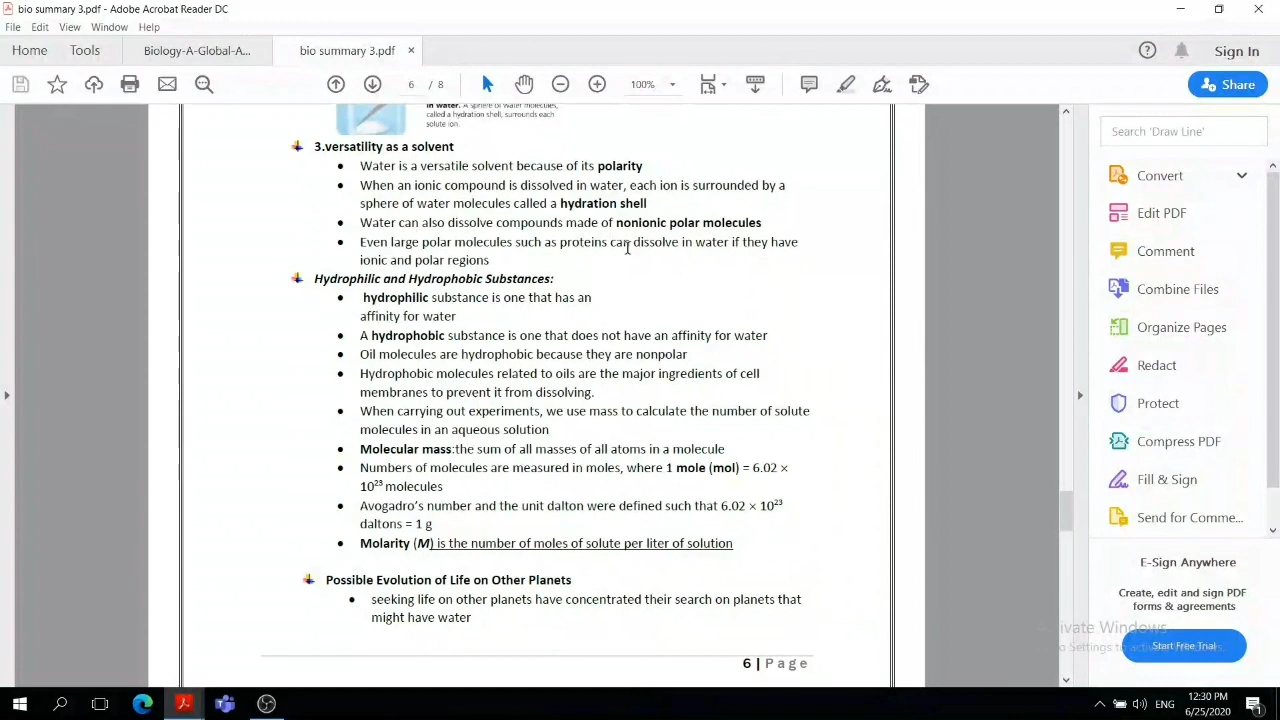 bio summary 3.pdf - Adobe Acrobat Reader DC
File Edit View Window Help
Home Tools Biology-A-Global-A... bio summary 3.pdf × Sign In
6 / 8 100% Share
in water. A sphere of water molecules,
called a hydration shell, surrounds each
solute ion.
3.versatility as a solvent
• Water is a versatile solvent because of its polarity
• When an ionic compound is dissolved in water, each ion is surrounded by a
sphere of water molecules called a hydration shell
• Water can also dissolve compounds made of nonionic polar molecules
• Even large polar molecules such as proteins can dissolve in water if they have
ionic and polar regions
Hydrophilic and Hydrophobic Substances:
• hydrophilic substance is one that has an
affinity for water
• A hydrophobic substance is one that does not have an affinity for water
• Oil molecules are hydrophobic because they are nonpolar
• Hydrophobic molecules related to oils are the major ingredients of cell
membranes to prevent it from dissolving.
• When carrying out experiments, we use mass to calculate the number of solute
molecules in an aqueous solution
• Molecular mass:the sum of all masses of all atoms in a molecule
• Numbers of molecules are measured in moles, where 1 mole (mol) = 6.02 ×
10²³ molecules
• Avogadro’s number and the unit dalton were defined such that 6.02 × 10²³
daltons = 1 g
• Molarity (M) is the number of moles of solute per liter of solution
Possible Evolution of Life on Other Planets
• seeking life on other planets have concentrated their search on planets that
might have water
6 | Page
Search 'Draw Line'
Convert
Edit PDF
Comment
Combine Files
Organize Pages
Redact
Protect
Compress PDF
Fill & Sign
Send for Comme...
E-Sign Anywhere
Create, edit and sign PDF
forms & agreements
Start Free Trial
Activate Windows
Go to Settings to activate Windows.
ENG
12:30 PM
6/25/2020
1